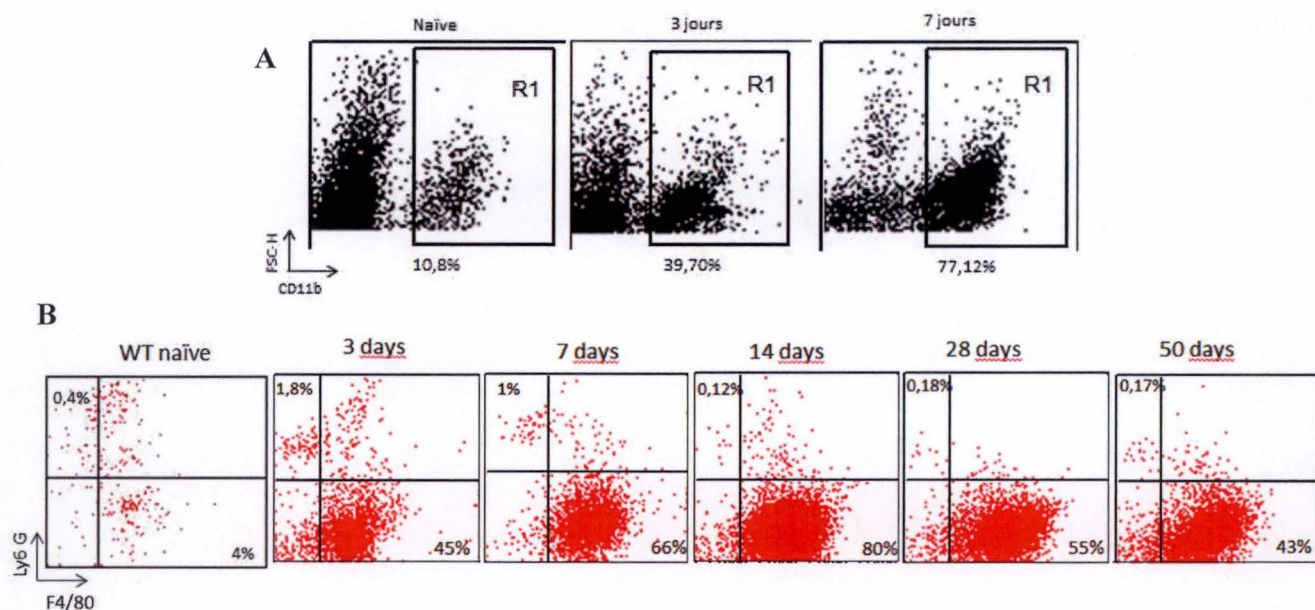 A
Naïve
3 jours
7 jours
R1
R1
R1
FSC-H
CD11b
10,8%
39,70%
77,12%
B
WT naïve
3 days
7 days
14 days
28 days
50 days
0,4%
1,8%
1%
0,12%
0,18%
0,17%
4%
45%
66%
80%
55%
43%
Ly6 G
F4/80